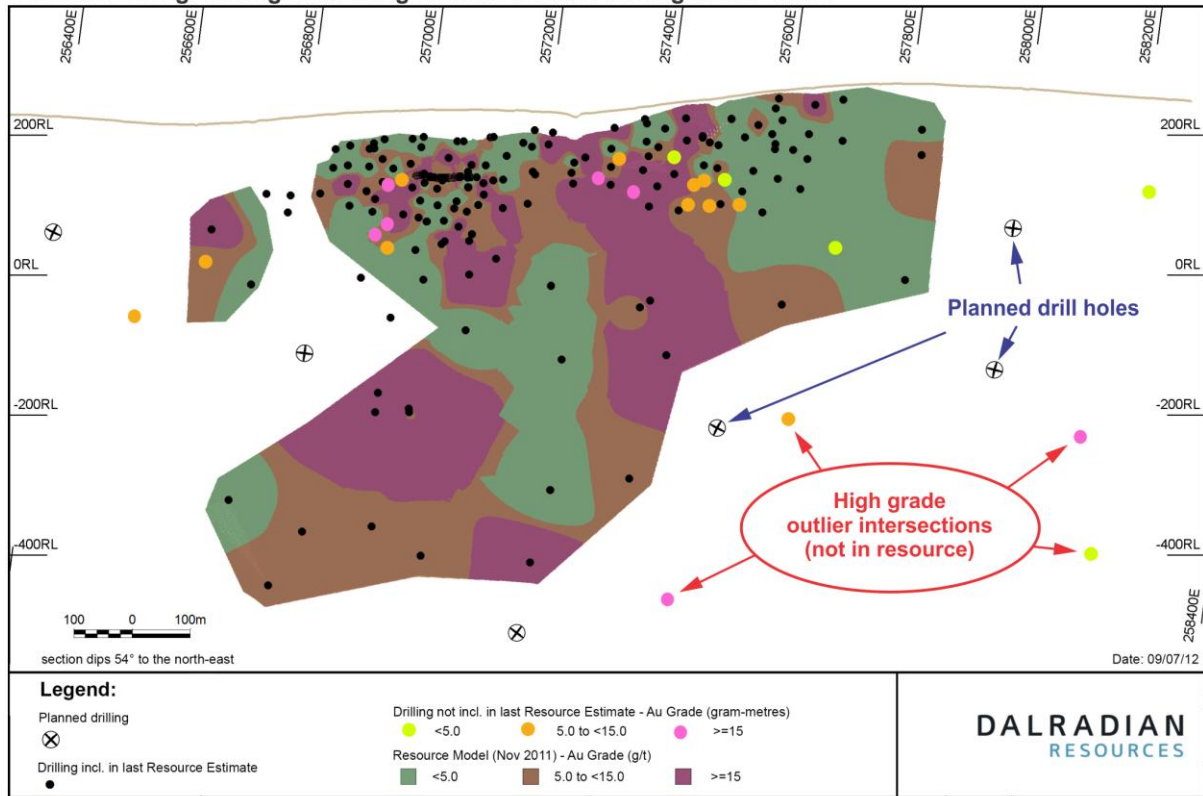 256400E
256600E
256800E
257000E
257200E
257400E
257600E
257800E
258000E
258200E
200RL
200RL
0RL
0RL
Planned drill holes
-200RL
-200RL
High grade
outlier intersections
(not in resource)
-400RL
-400RL
258400E
100 0 100m
section dips 54° to the north-east
Date: 09/07/12
Legend:
Planned drilling
Drilling incl. in last Resource Estimate
Drilling not incl. in last Resource Estimate - Au Grade (gram-metres)
<5.0 5.0 to <15.0 >=15
Resource Model (Nov 2011) - Au Grade (g/t)
<5.0 5.0 to <15.0 >=15
DALRADIAN
RESOURCES